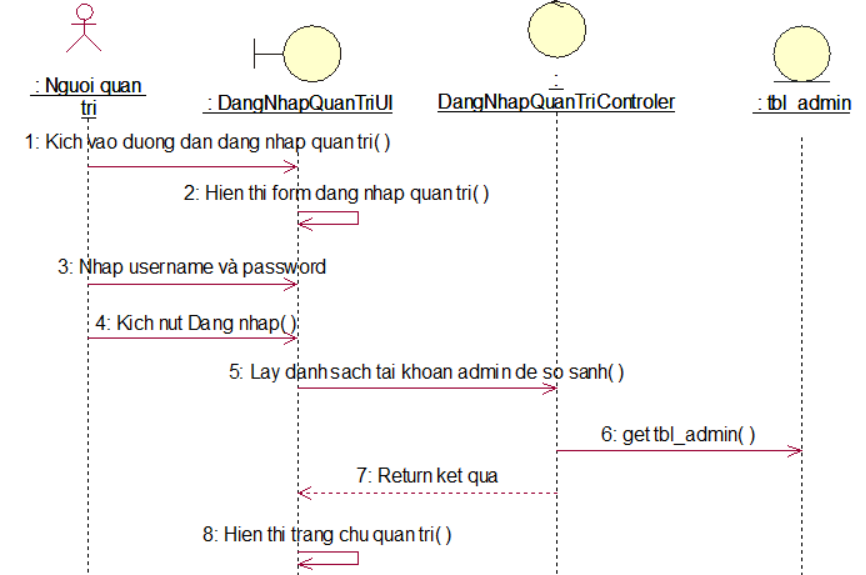 : Nguoi quan
tri
: DangNhapQuanTriUI
:
DangNhapQuanTriControler
: tbl_admin
1: Kich vao duong dan dang nhap quan tri( )
2: Hien thi form dang nhap quan tri( )
3: Nhap username và password
4: Kich nut Dang nhap( )
5: Lay danh sach tai khoan admin de so sanh( )
6: get tbl_admin( )
7: Return ket qua
8: Hien thi trang chu quan tri( )